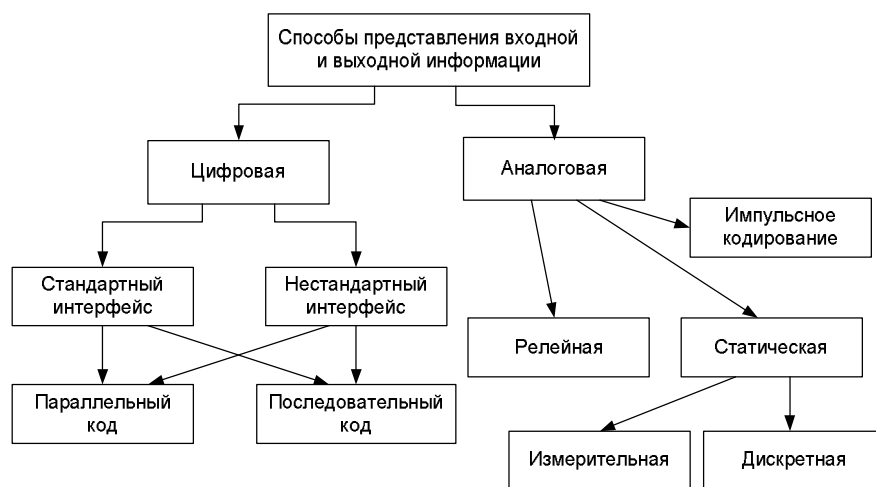 Способы представления входной
и выходной информации
Цифровая
Аналоговая
Импульсное
кодирование
Стандартный
интерфейс
Нестандартный
интерфейс
Релейная
Статическая
Параллельный
код
Последовательный
код
Измерительная
Дискретная